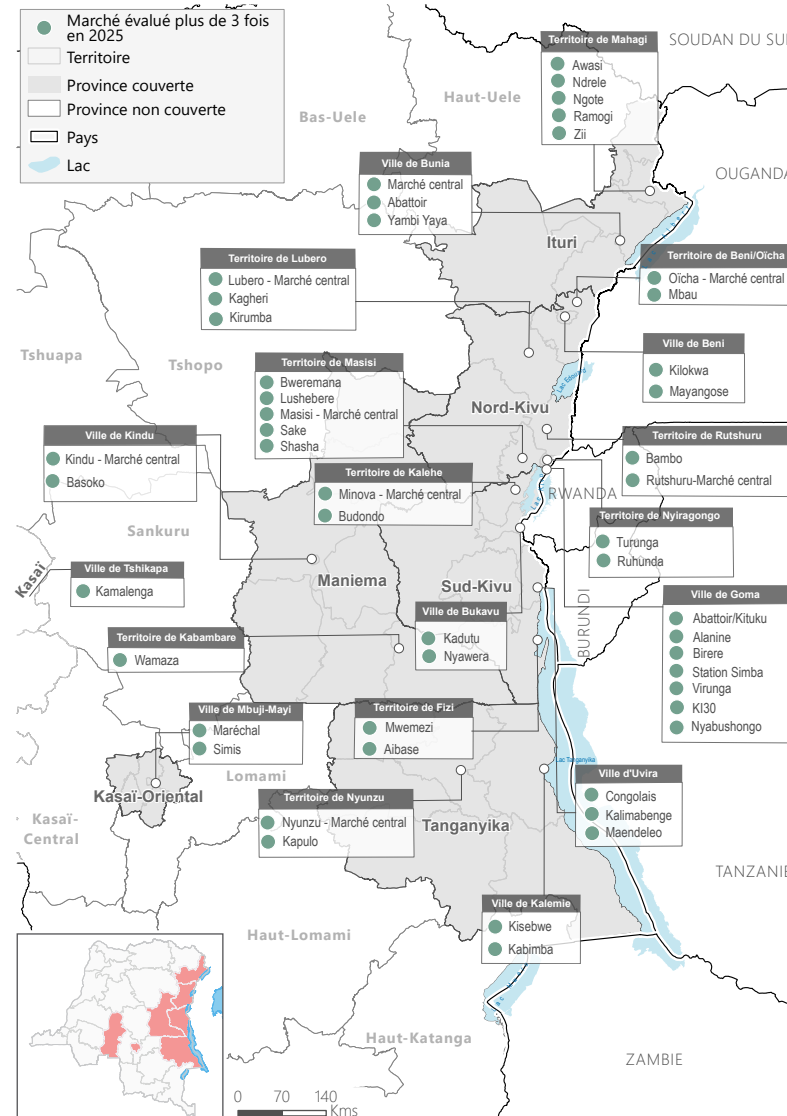 Marché évalué plus de 3 fois
en 2025
Territoire
Province couverte
Province non couverte
Pays
Lac
SOUDAN DU SUD
Territoire de Mahagi
Awasi
Ndrele
Ngote
Ramogi
Zii
Haut-Uele
Bas-Uele
OUGANDA
Ville de Bunia
Marché central
Abattoir
Yambi Yaya
Ituri
Territoire de Lubero
Lubero - Marché central
Kagheri
Kirumba
Territoire de Beni/Oïcha
Oïcha - Marché central
Mbau
Ville de Beni
Kilokwa
Mayangose
Tshuapa
Tshopo
Lac Edouard
Territoire de Masisi
Bweremana
Lushebere
Masisi - Marché central
Sake
Shasha
Nord-Kivu
Ville de Kindu
Kindu - Marché central
Basoko
Territoire de Rutshuru
Bambo
Rutshuru-Marché central
Territoire de Kalehe
Minova - Marché central
Budondo
RWANDA
Territoire de Nyiragongo
Turunga
Ruhunda
Sankuru
Kasaï
Ville de Tshikapa
Kamalenga
Maniema
Sud-Kivu
Ville de Bukavu
Kadutu
Nyawera
BURUNDI
Ville de Goma
Abattoir/Kituku
Alanine
Birere
Station Simba
Virunga
KI30
Nyabushongo
Territoire de Kabambare
Wamaza
Ville de Mbuji-Mayi
Maréchal
Simis
Territoire de Fizi
Mwemezi
Aibase
Lac Tanganyika
Lomami
Kasaï-Oriental
Ville d'Uvira
Congolais
Kalimabenge
Maendeleo
Territoire de Nyunzu
Nyunzu - Marché central
Kapulo
Tanganyika
Kasaï-
Central
TANZANIE
Ville de Kalemie
Kisebwe
Kabimba
Haut-Lomami
Haut-Katanga
ZAMBIE
0 70 140
Kms